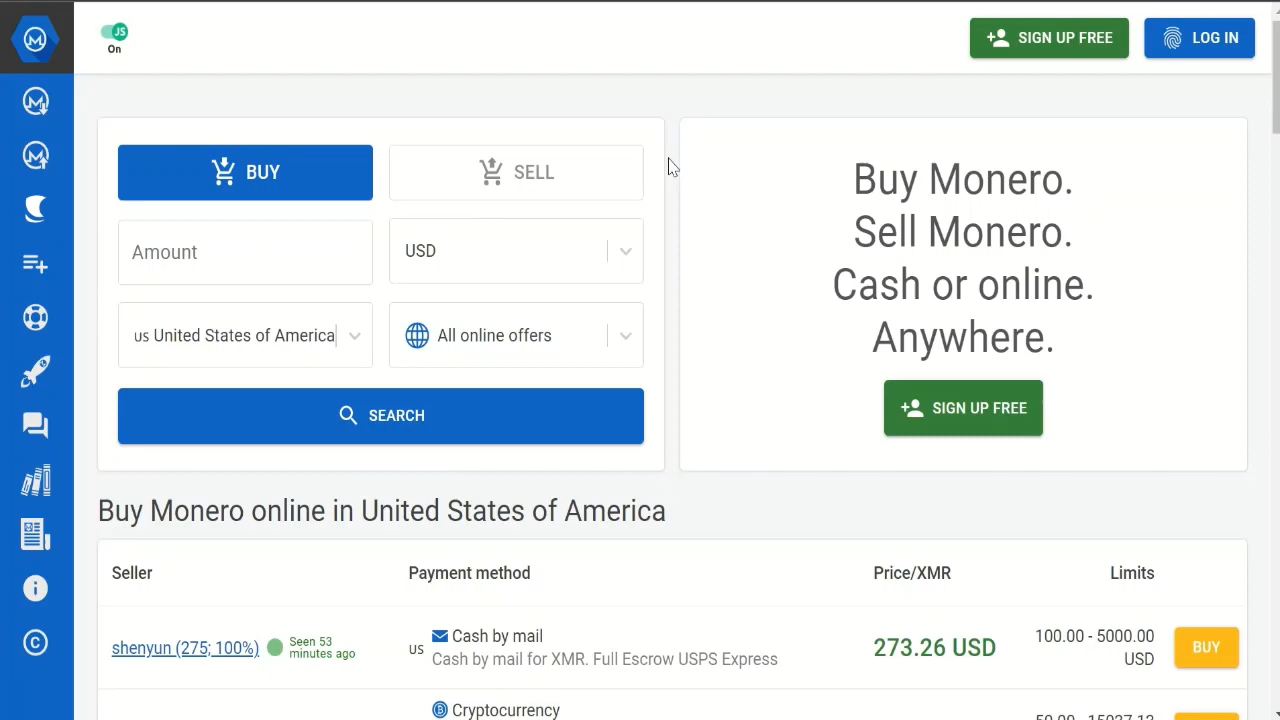 JS
On
SIGN UP FREE
LOG IN
BUY
SELL
Amount
USD
us United States of America
All online offers
SEARCH
Buy Monero.
Sell Monero.
Cash or online.
Anywhere.
SIGN UP FREE
Buy Monero online in United States of America
Seller
Payment method
Price/XMR
Limits
shenyun (275; 100%)
Seen 53
minutes ago
us
Cash by mail
Cash by mail for XMR. Full Escrow USPS Express
273.26 USD
100.00 - 5000.00
USD
BUY
Cryptocurrency